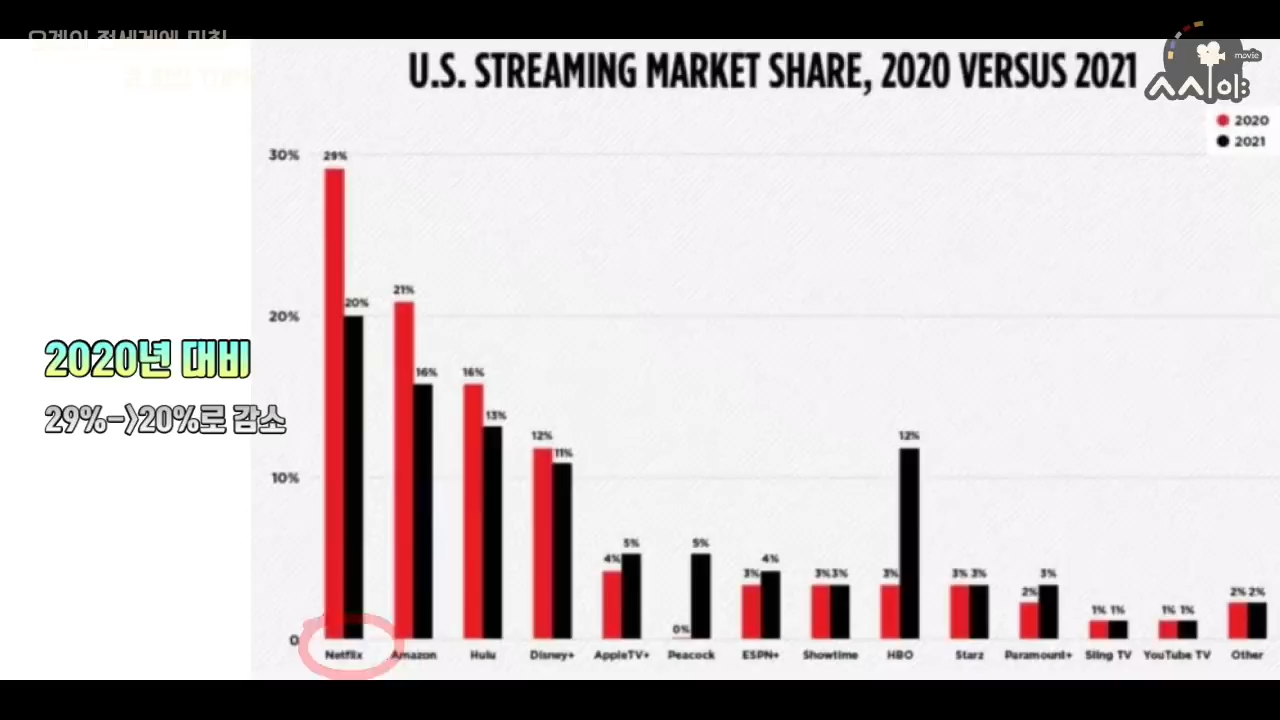 U.S. STREAMING MARKET SHARE, 2020 VERSUS 2021
movie
씨시야
2020
2021
30%
20%
10%
0
29%
20%
21%
16%
16%
13%
12%
11%
4%
5%
0%
5%
3%
4%
3%
3%
3%
12%
3%
3%
2%
3%
1%
1%
1%
1%
2%
2%
2020년 대비
29%->20%로 감소
Netflix
Amazon
Hulu
Disney+
AppleTV+
Peacock
ESPN+
Showtime
HBO
Starz
Paramount+
Sling TV
YouTube TV
Other